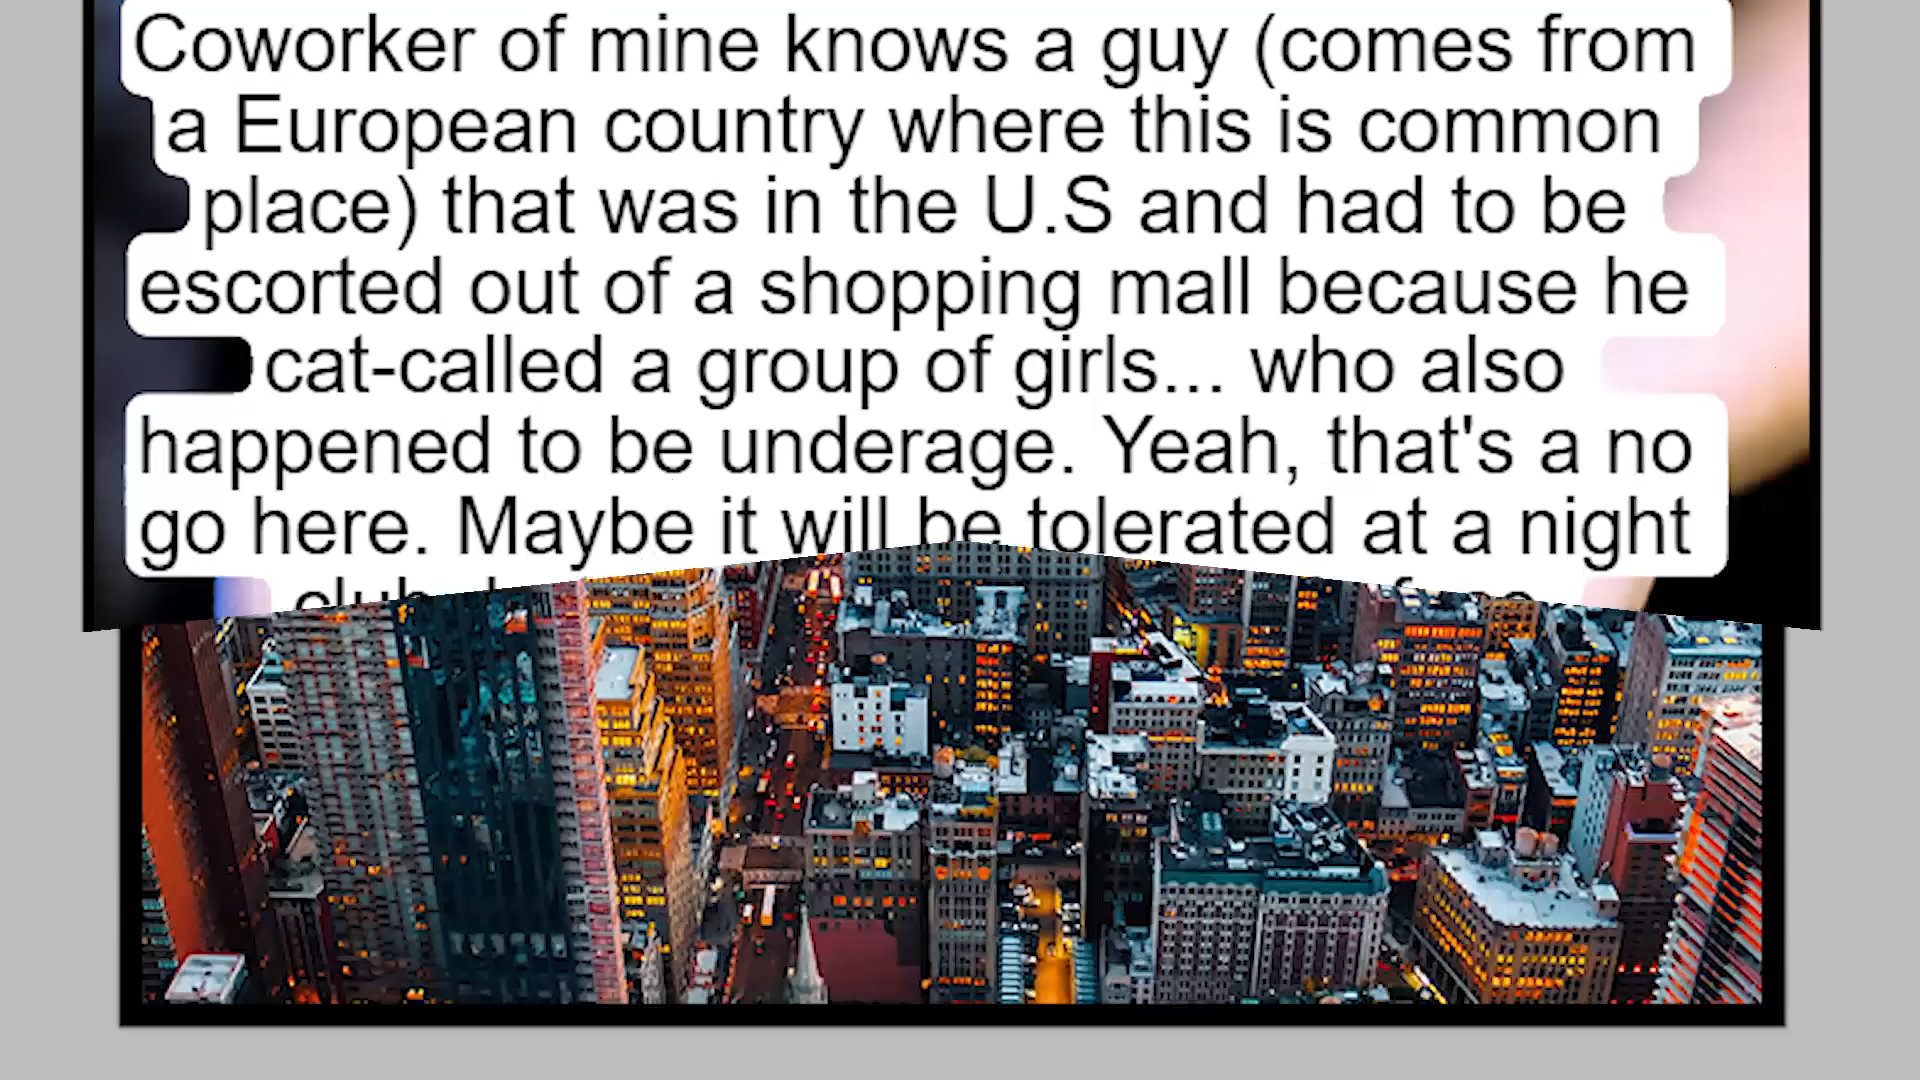 Coworker of mine knows a guy (comes from
a European country where this is common
place) that was in the U.S and had to be
escorted out of a shopping mall because he
cat-called a group of girls... who also
happened to be underage. Yeah, that's a no
go here. Maybe it will be tolerated at a night
club